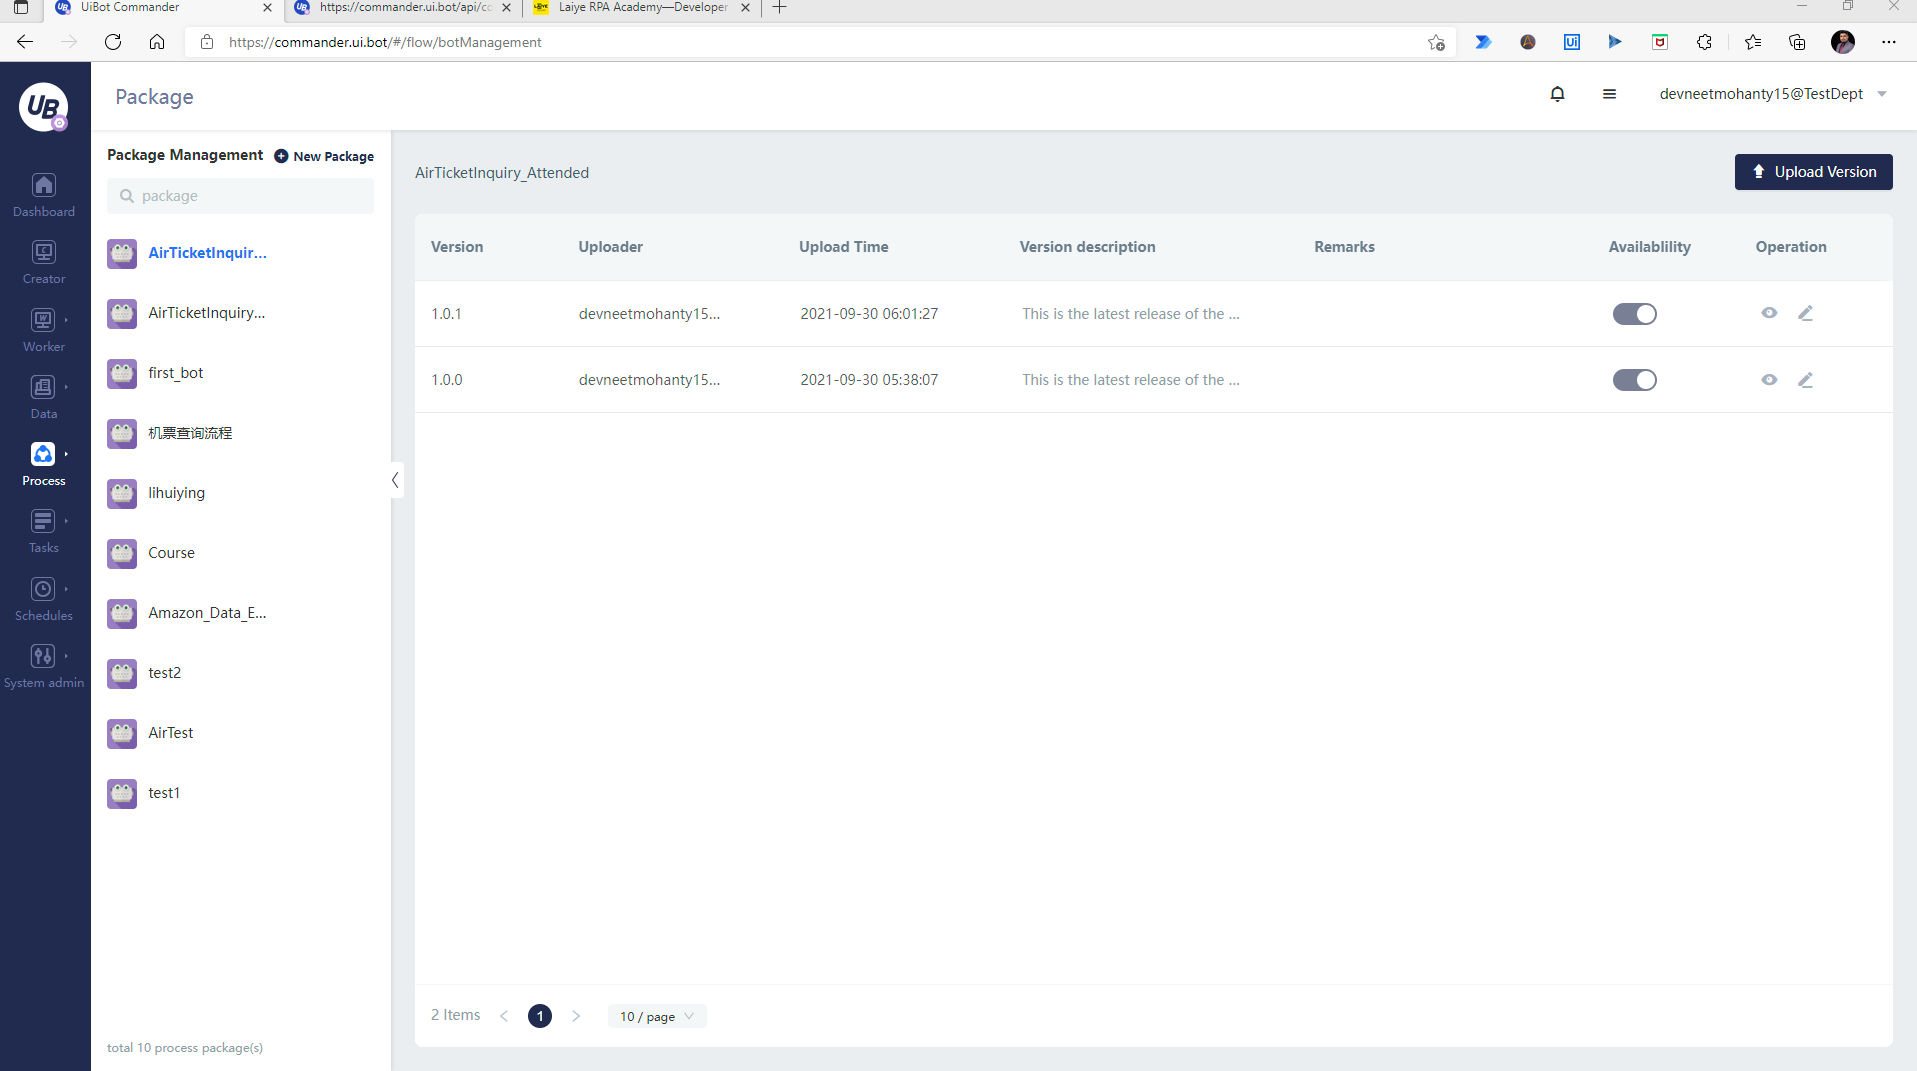 UiBot Commander
https://commander.ui.bot/api/co
Laiye RPA Academy—Developer
https://commander.ui.bot/#/flow/botManagement
UB
Package
devneetmohanty15@TestDept
Dashboard
Creator
Worker
Data
Process
Tasks
Schedules
System admin
Package Management
New Package
package
AirTicketInquir...
AirTicketInquiry...
first_bot
机票查询流程
lihuiying
Course
Amazon_Data_E...
test2
AirTest
test1
total 10 process package(s)
AirTicketInquiry_Attended
Upload Version
Version Uploader Upload Time Version description Remarks Availablility Operation
1.0.1 devneetmohanty15... 2021-09-30 06:01:27 This is the latest release of the ...
1.0.0 devneetmohanty15... 2021-09-30 05:38:07 This is the latest release of the ...
2 Items 1 10 / page